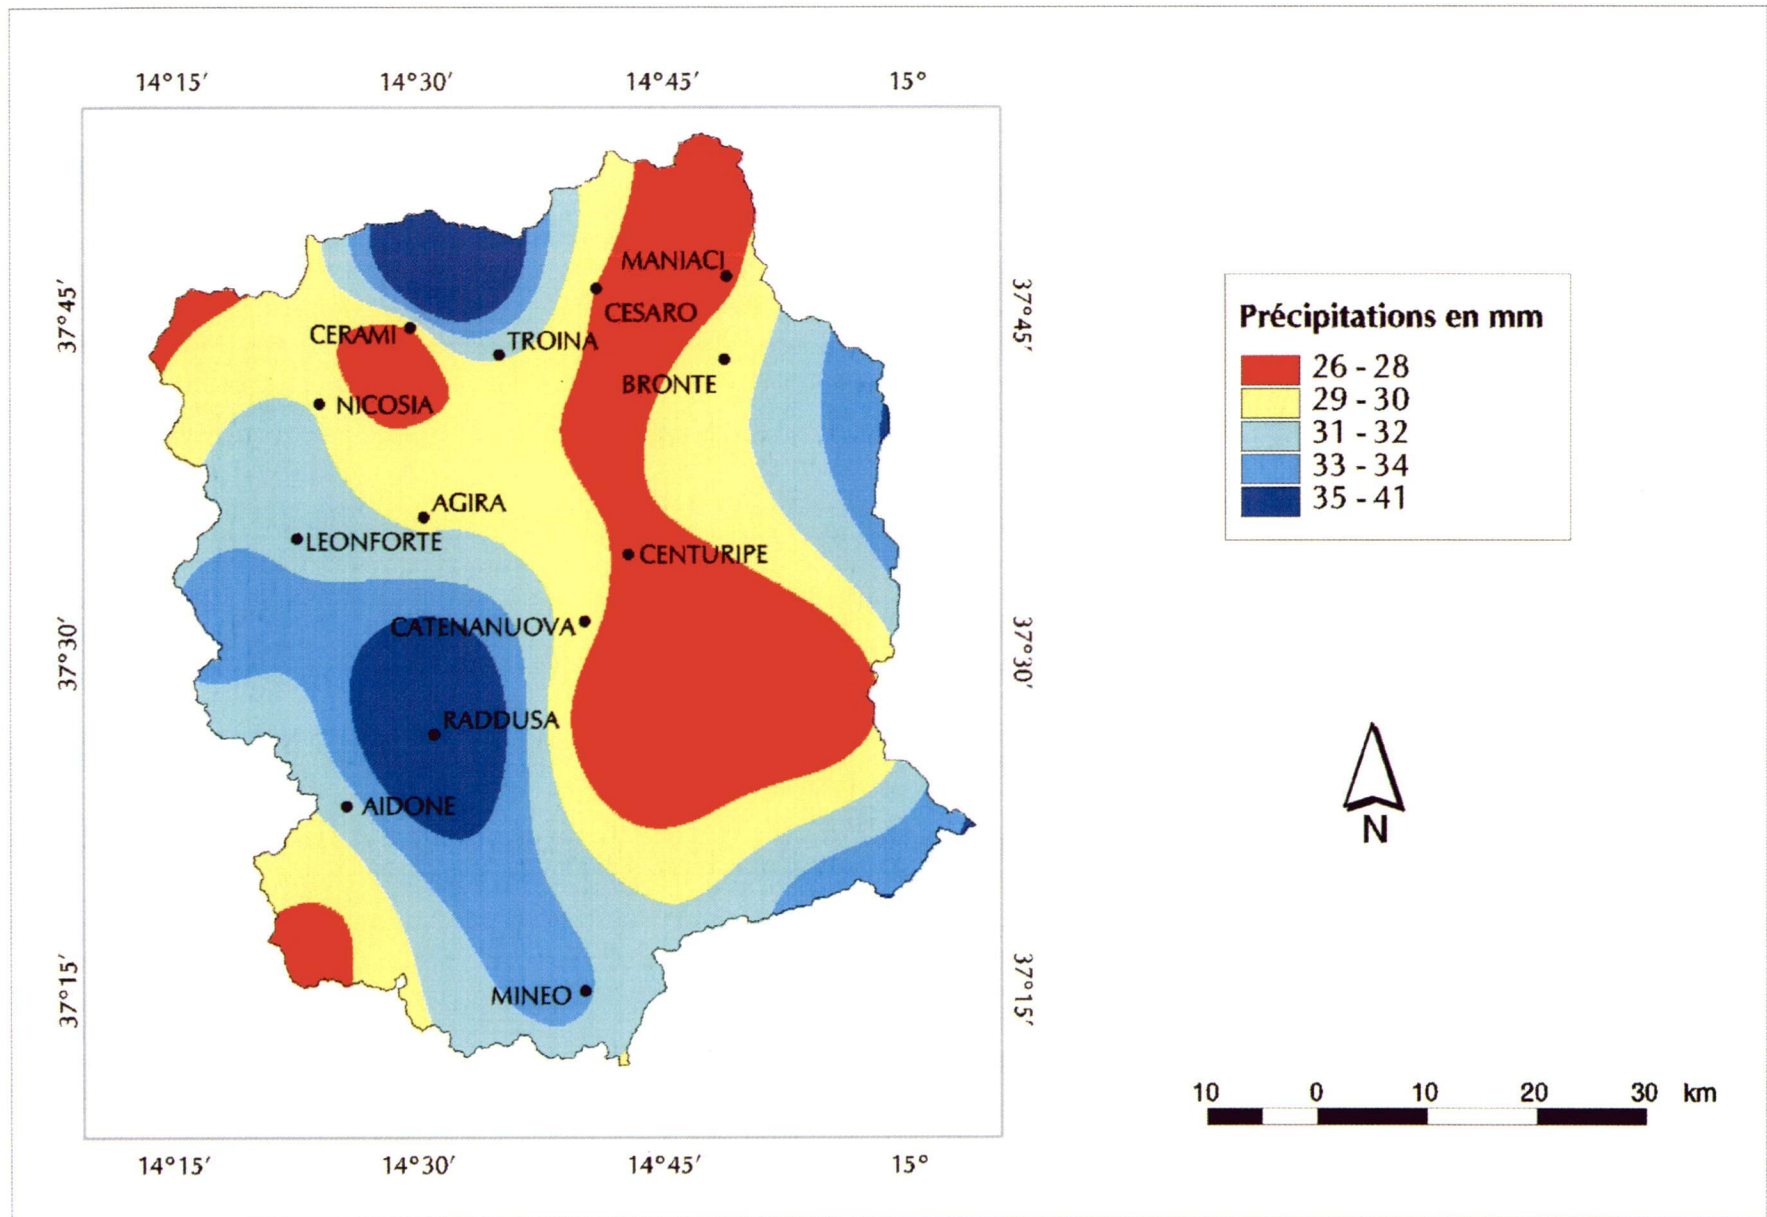 14°15′ 14°30′ 14°45′ 15°
37°45′
37°45′
MANIACI
CESARO
CERAMI
TROINA
BRONTE
NICOSIA
AGIRA
LEONFORTE
CENTURIPE
37°30′
37°30′
CATENANUOVA
RADDUSA
AIDONE
37°15′
37°15′
MINEO
14°15′ 14°30′ 14°45′ 15°
Précipitations en mm
26 - 28
29 - 30
31 - 32
33 - 34
35 - 41
N
10 0 10 20 30 km